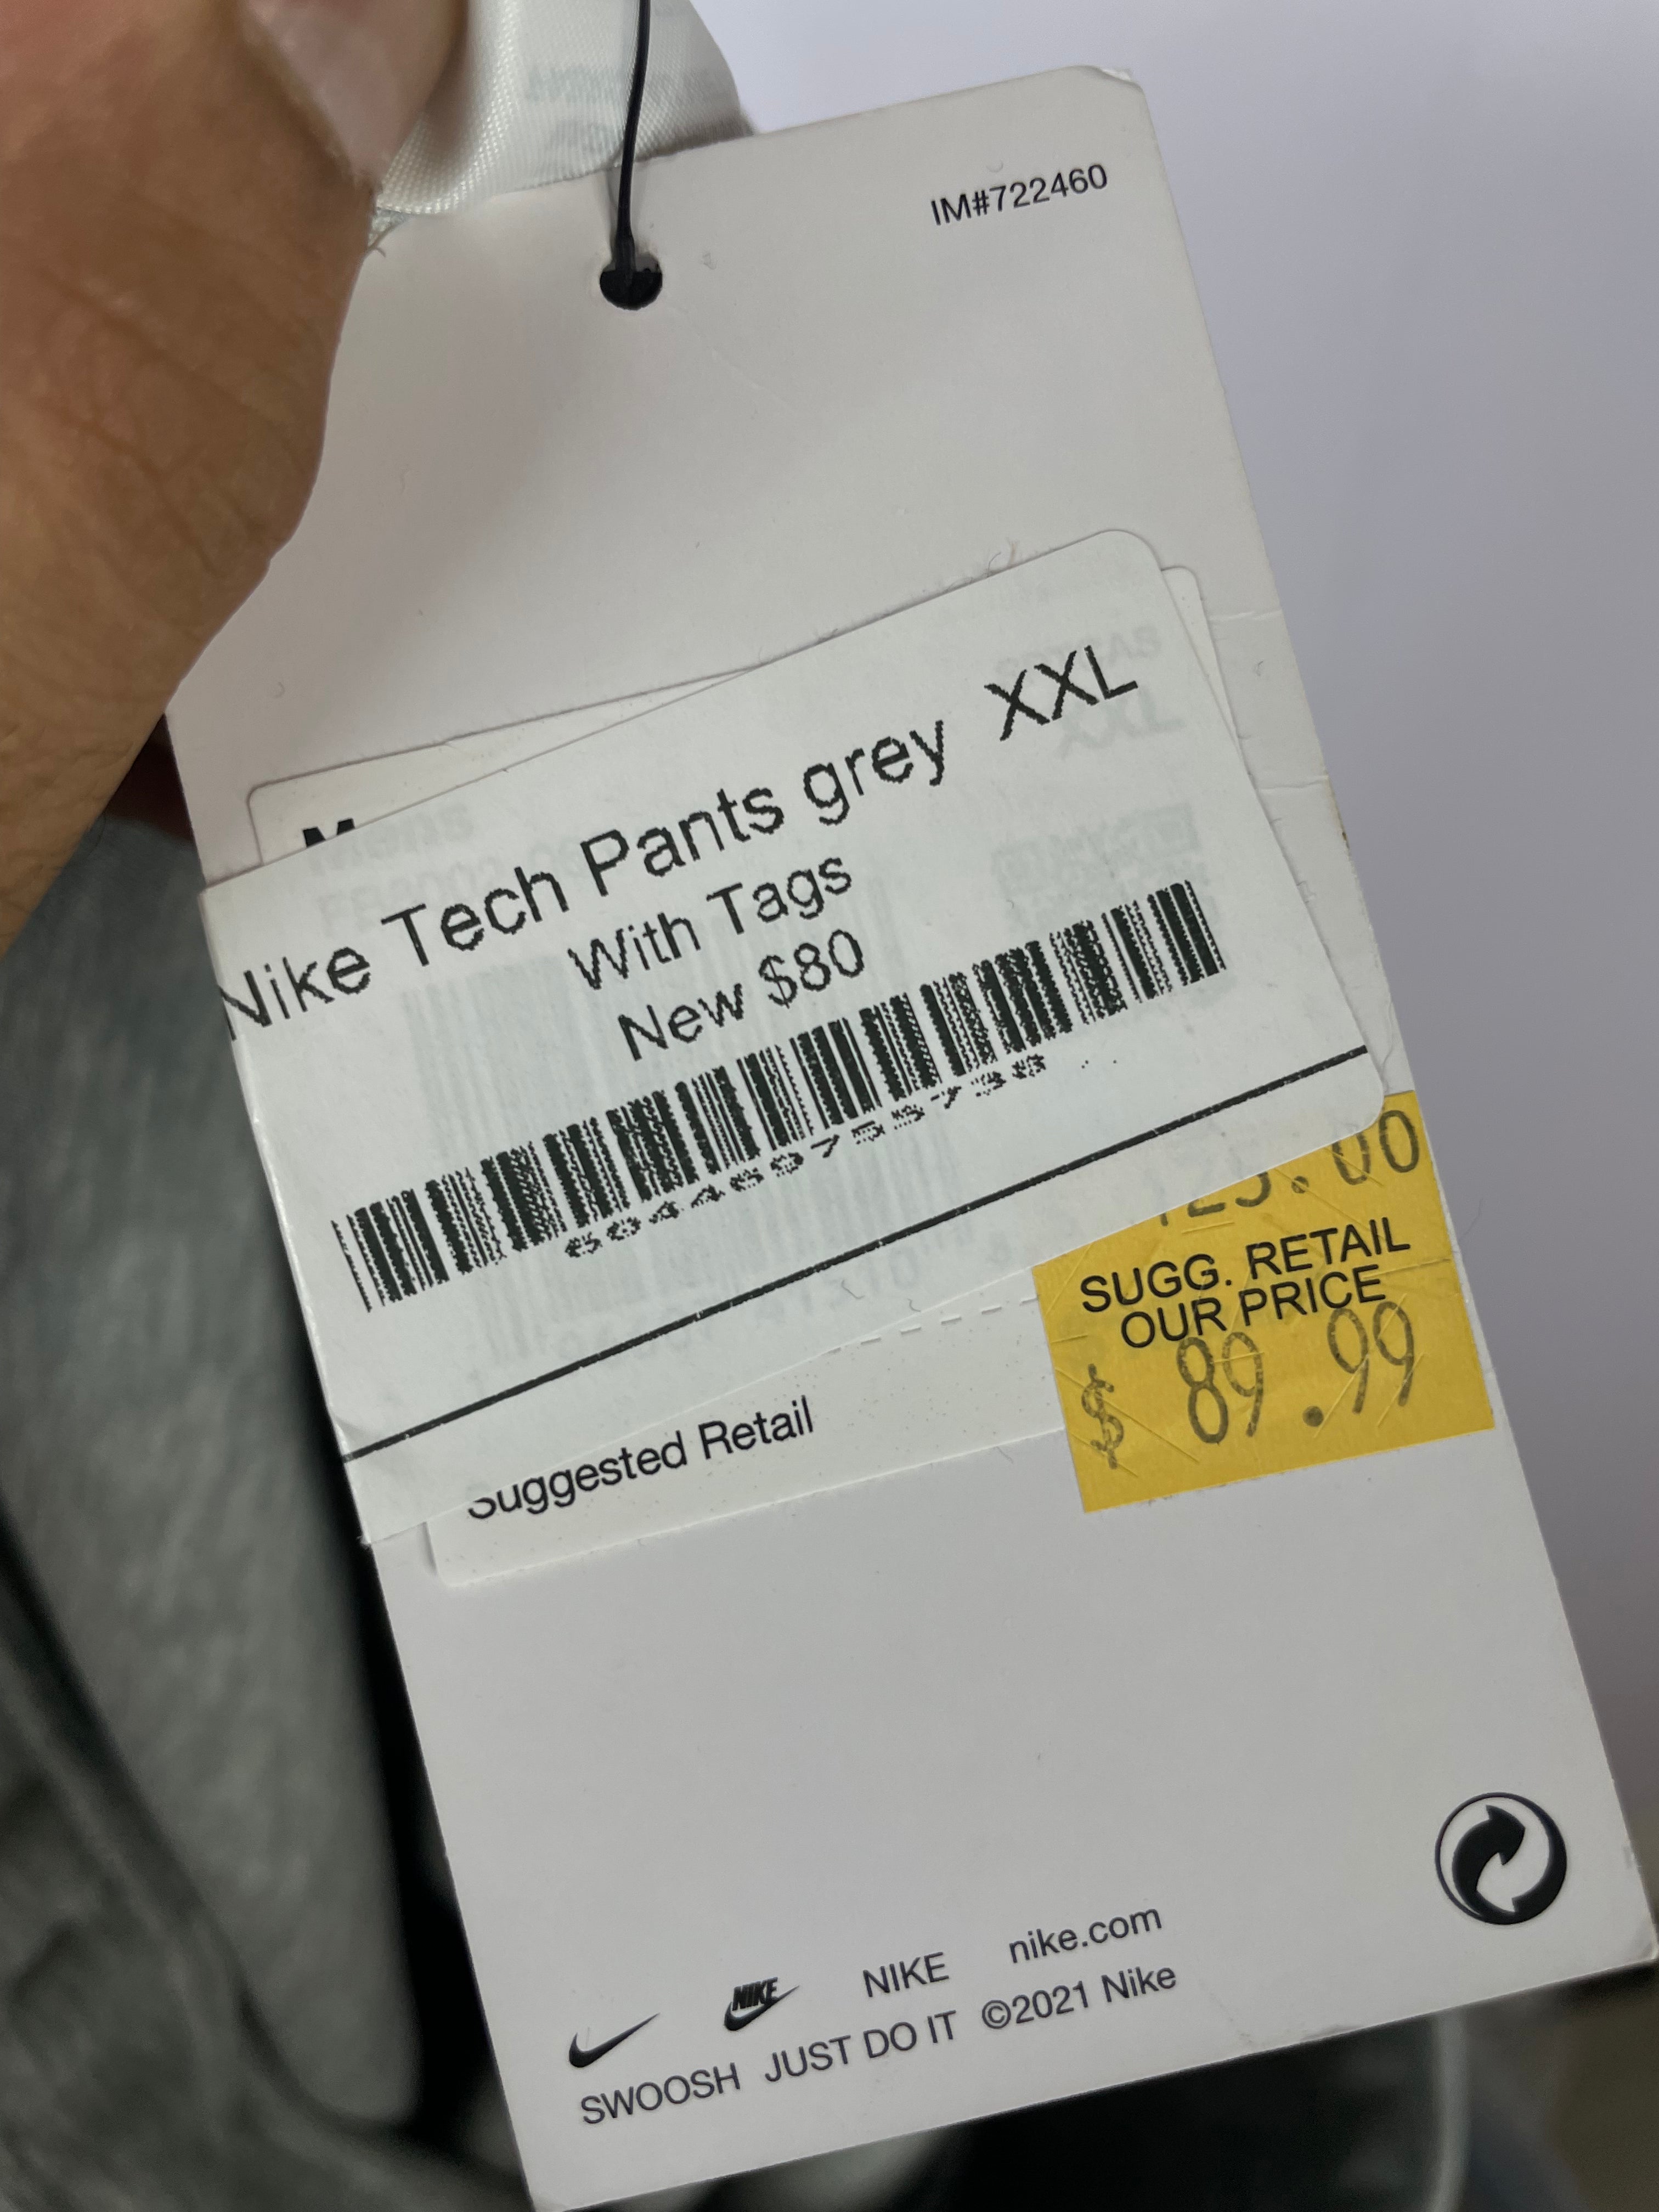 IM#722460
Nike Tech Pants grey XXL
With Tags
New $80
SUGG. RETAIL
OUR PRICE
$ 89.99
Suggested Retail
NIKE NIKE nike.com
SWOOSH JUST DO IT ©2021 Nike